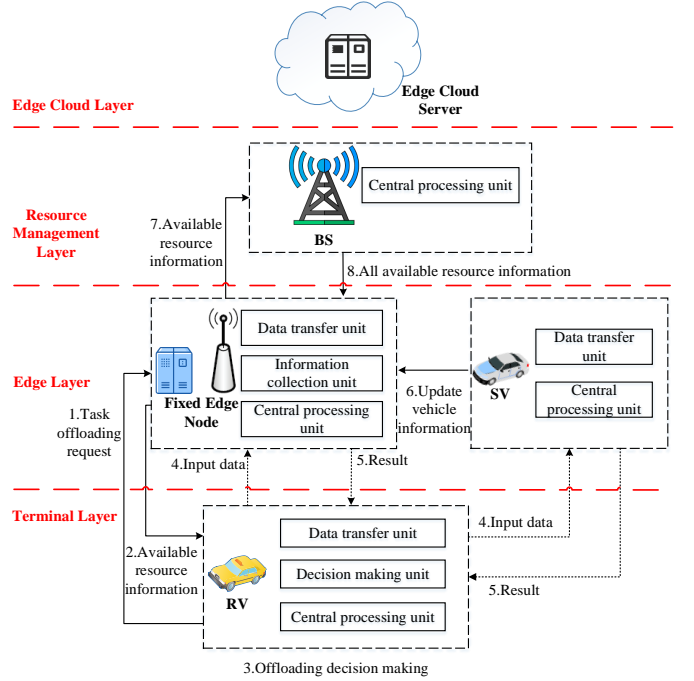 Edge Cloud
Server
Edge Cloud Layer
Central processing unit
BS
Resource
Management
Layer
7.Available
resource
information
8.All available resource information
Data transfer unit
Information
collection unit
Central processing
unit
Fixed Edge
Node
Edge Layer
Data transfer
unit
Central
processing unit
SV
6.Update
vehicle
information
1.Task
offloading
request
4.Input data
5.Result
Terminal Layer
2.Available
resource
information
Data transfer unit
Decision making unit
Central processing unit
RV
4.Input data
5.Result
3.Offloading decision making